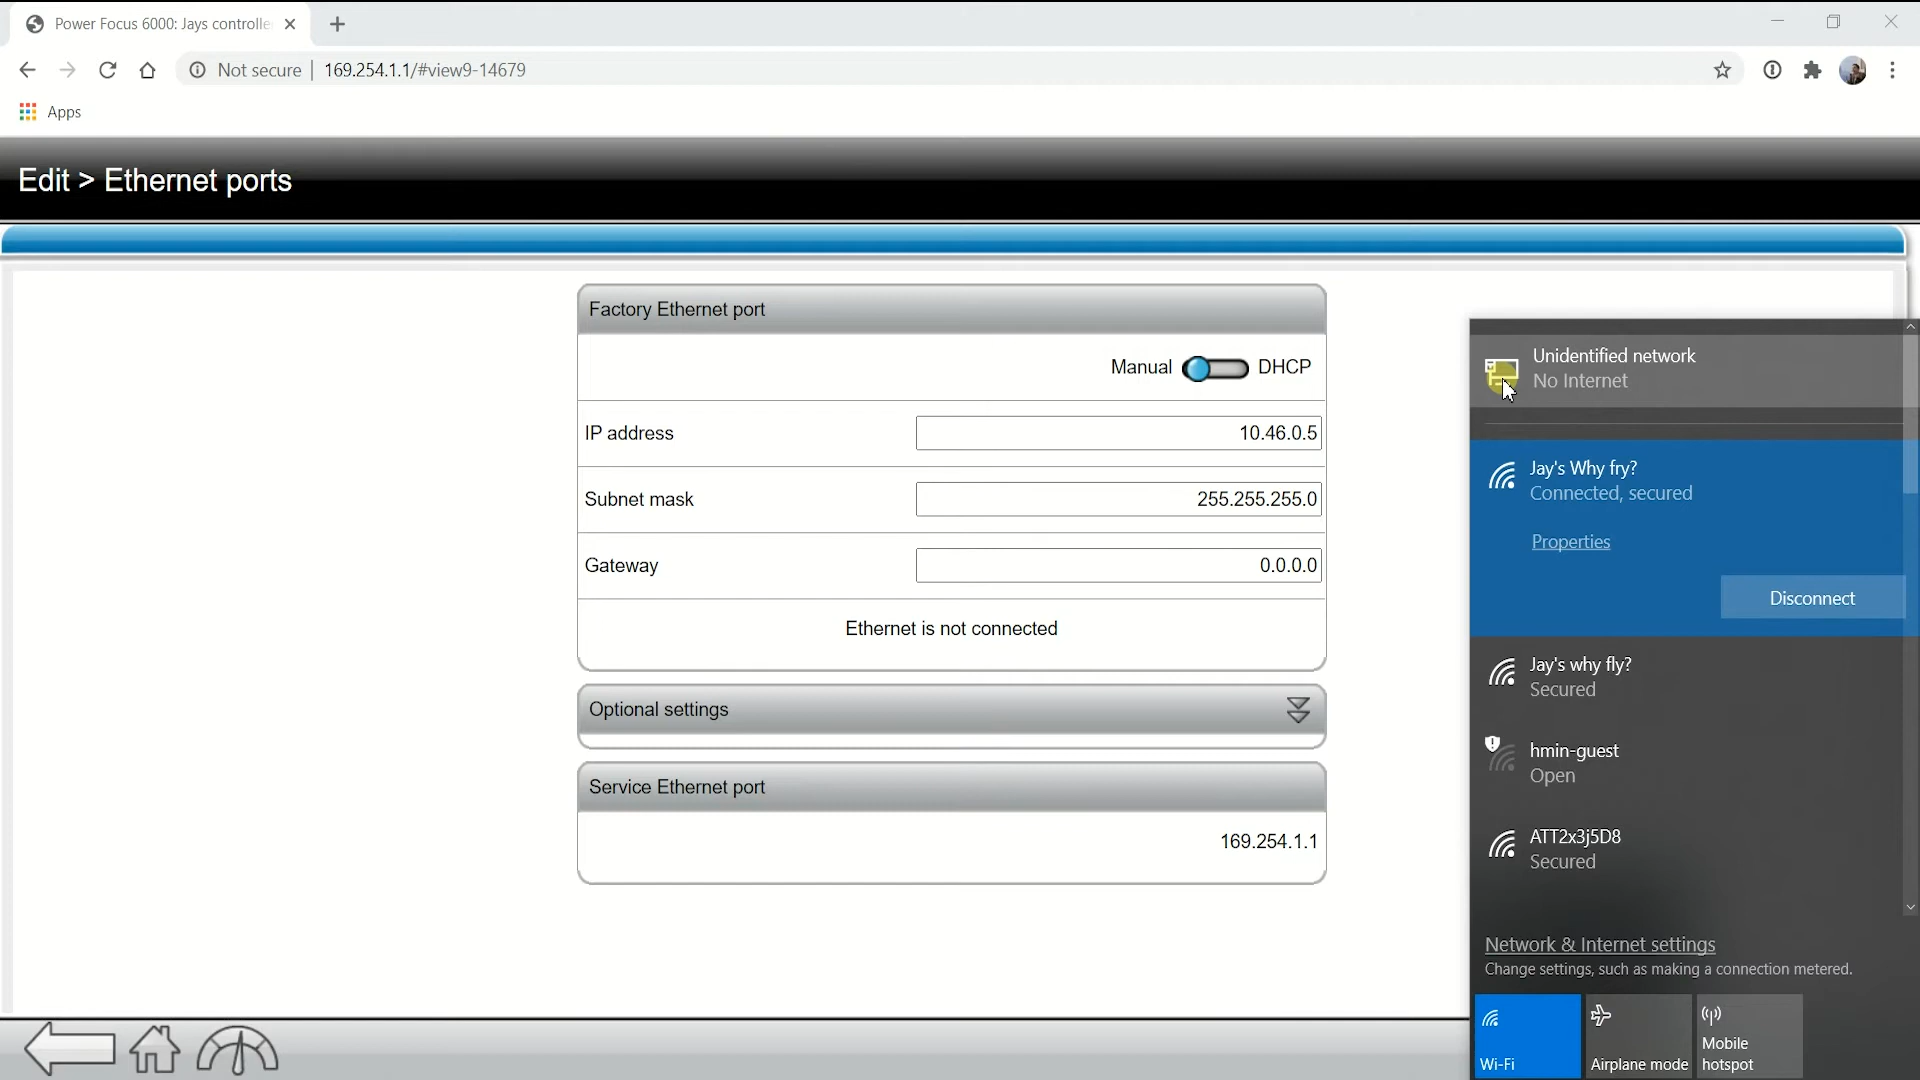 Power Focus 6000: Jays controlle
Not secure | 169.254.1.1/#view9-14679
Apps
Edit > Ethernet ports
Factory Ethernet port
Manual DHCP
IP address 10.46.0.5
Subnet mask 255.255.255.0
Gateway 0.0.0.0
Ethernet is not connected
Optional settings
Service Ethernet port
169.254.1.1
Unidentified network
No Internet
Jay's Why fry?
Connected, secured
Properties
Disconnect
Jay's why fly?
Secured
hmin-guest
Open
ATT2x3j5D8
Secured
Network & Internet settings
Change settings, such as making a connection metered.
Wi-Fi
Airplane mode
Mobile
hotspot